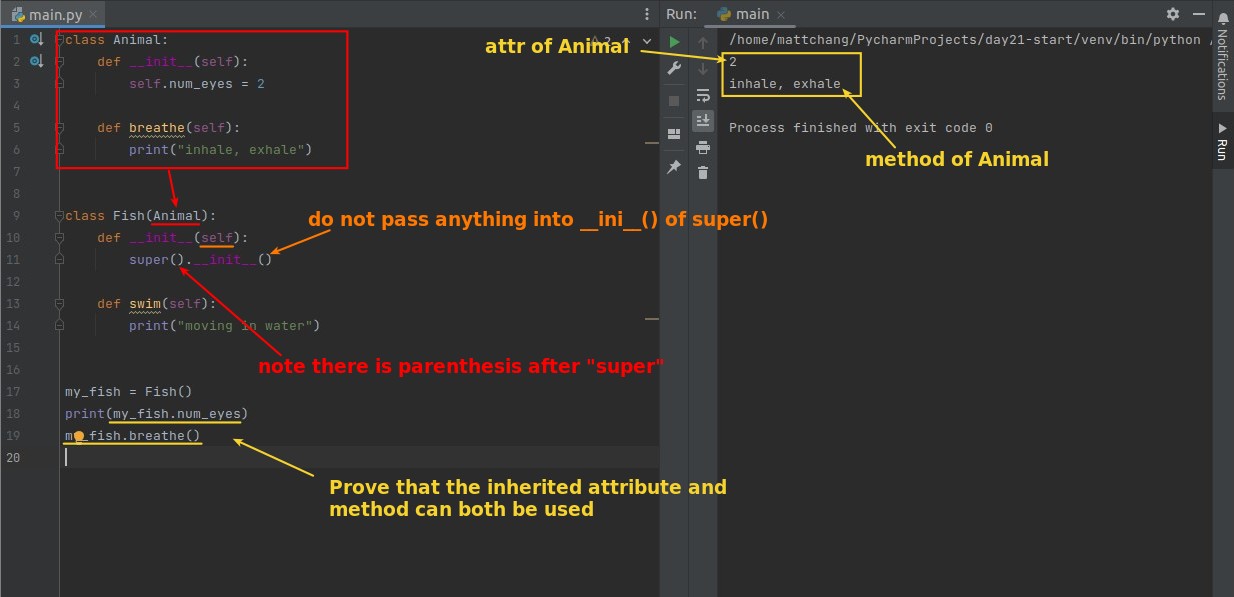 main.py
Run: main
1 class Animal:
2 def __init__(self):
3 self.num_eyes = 2
4
5 def breathe(self):
6 print("inhale, exhale")
7
8
9 class Fish(Animal):
10 def __init__(self):
11 super().__init__()
12
13 def swim(self):
14 print("moving in water")
15
16
17 my_fish = Fish()
18 print(my_fish.num_eyes)
19 my_fish.breathe()
20
2
attr of Animal
do not pass anything into __ini__() of super()
note there is parenthesis after "super"
Prove that the inherited attribute and
method can both be used
/home/mattchang/PycharmProjects/day21-start/venv/bin/python
2
inhale, exhale
Process finished with exit code 0
method of Animal
Notifications
Run